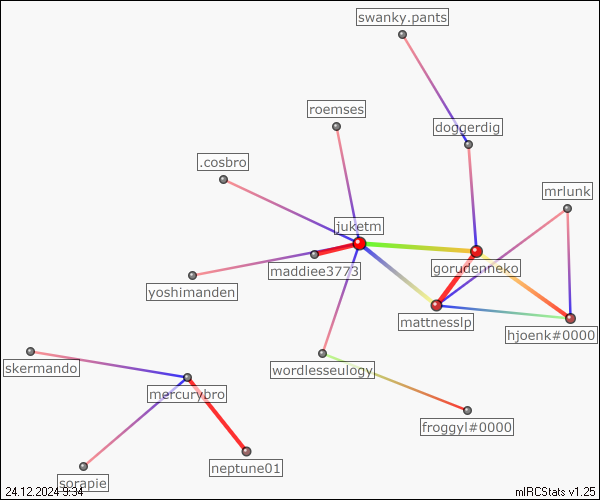 swanky.pants
roemses
doggerdig
.cosbro
mrlunk
juketm
gorudenneko
maddiee3773
yoshimanden
mattnesslp
hjoenk#0000
skermando
wordlesseulogy
mercurybro
froggyl#0000
neptune01
sorapie
24.12.2024 9:34
mIRCStats v1.25